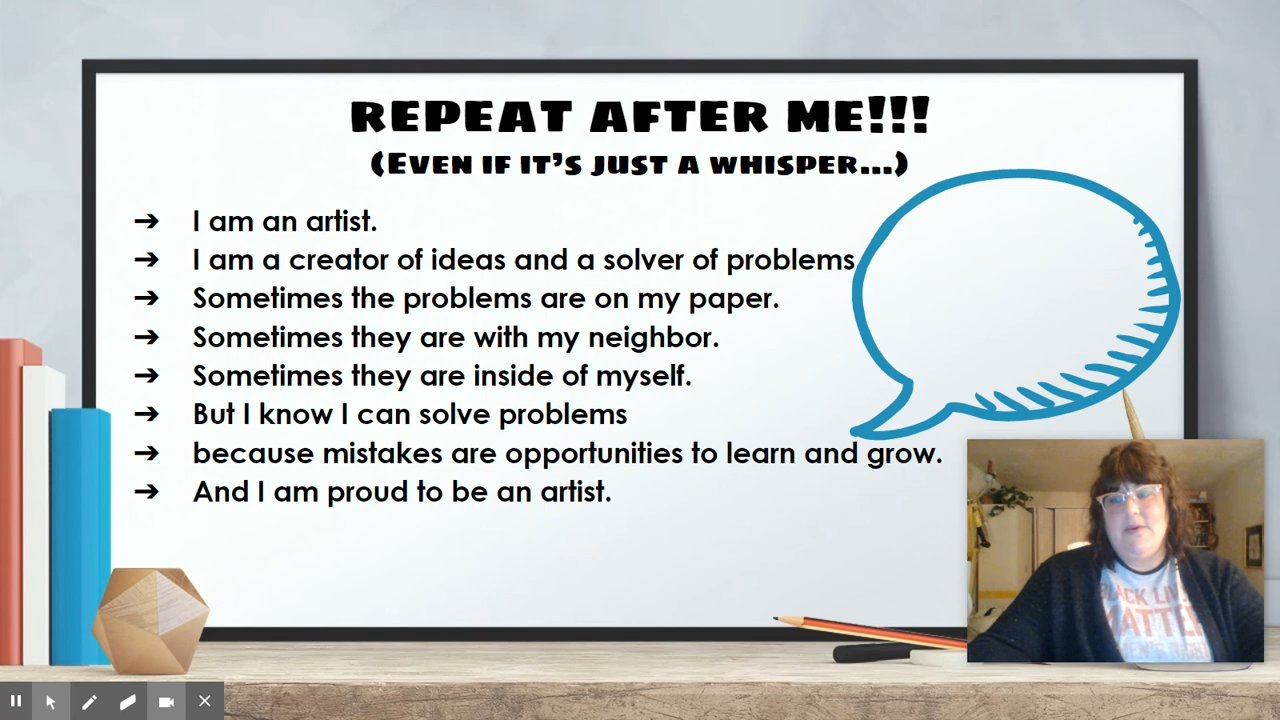 REPEAT AFTER ME!!!
(EVEN IF IT'S JUST A WHISPER...)
➔ I am an artist.
➔ I am a creator of ideas and a solver of problems
➔ Sometimes the problems are on my paper.
➔ Sometimes they are with my neighbor.
➔ Sometimes they are inside of myself.
➔ But I know I can solve problems
➔ because mistakes are opportunities to learn and grow.
➔ And I am proud to be an artist.
MATTE